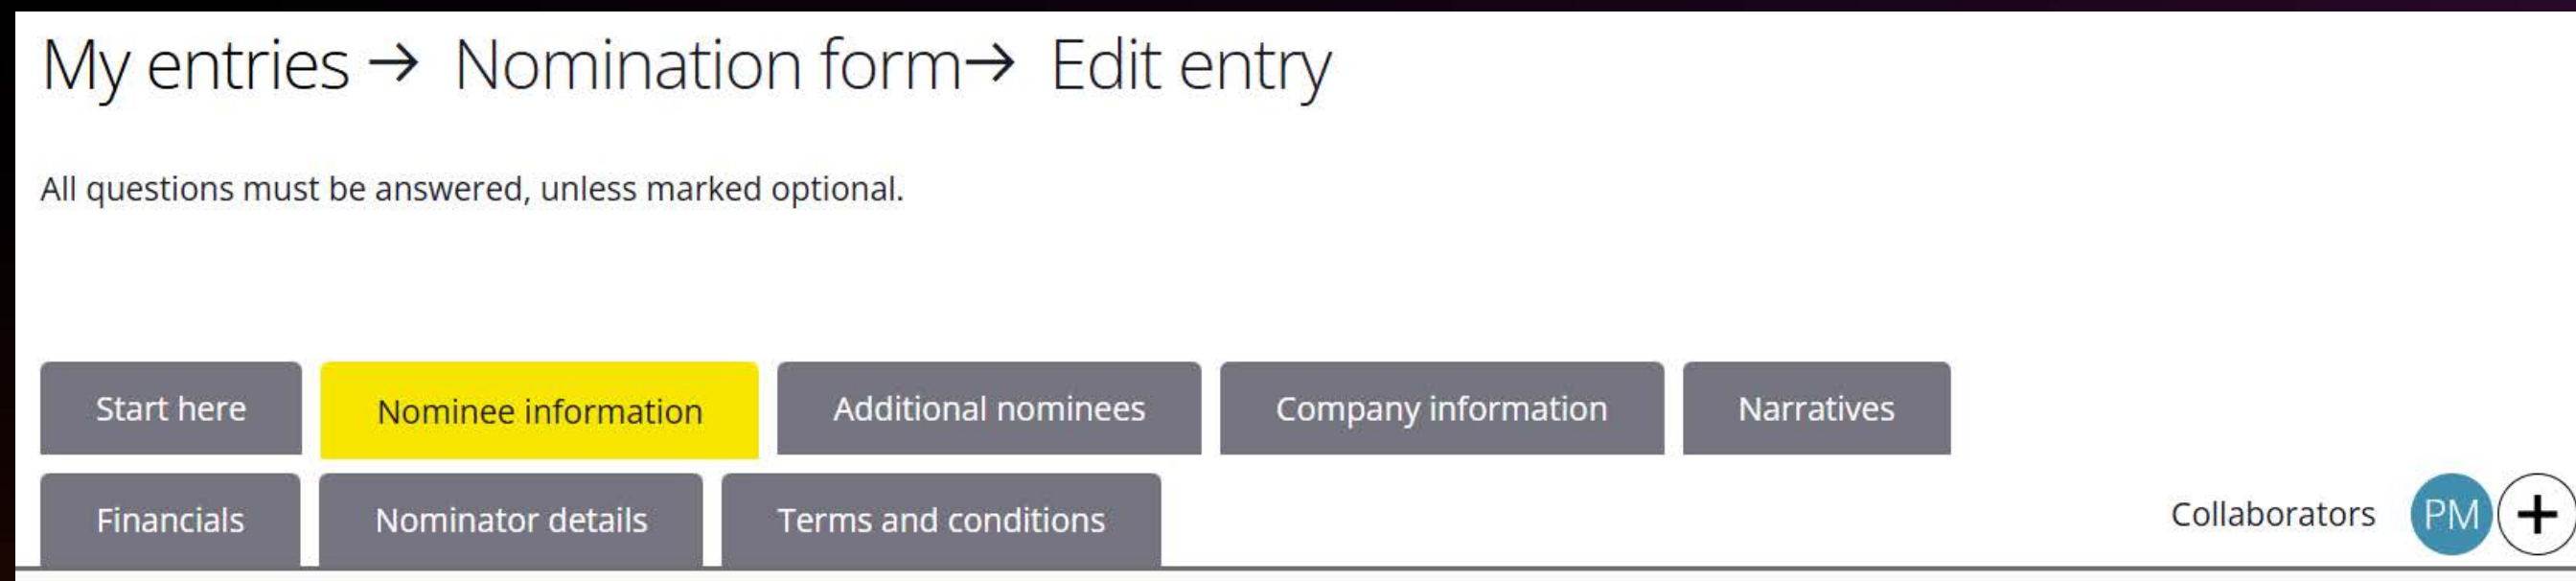 My entries → Nomination form→ Edit entry
All questions must be answered, unless marked optional.
Start here Nominee information Additional nominees Company information Narratives
Financials Nominator details Terms and conditions Collaborators PM +